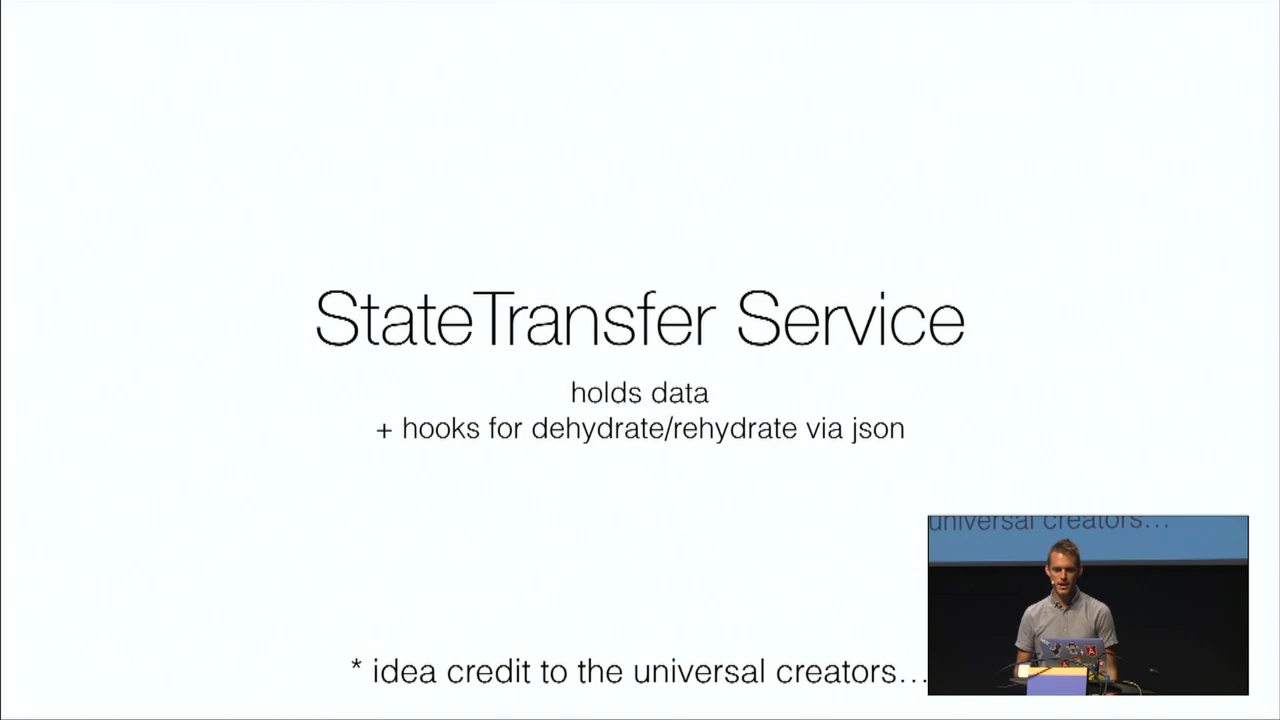 StateTransfer Service
holds data
+ hooks for dehydrate/rehydrate via json
* idea credit to the universal creators...
universal creators...